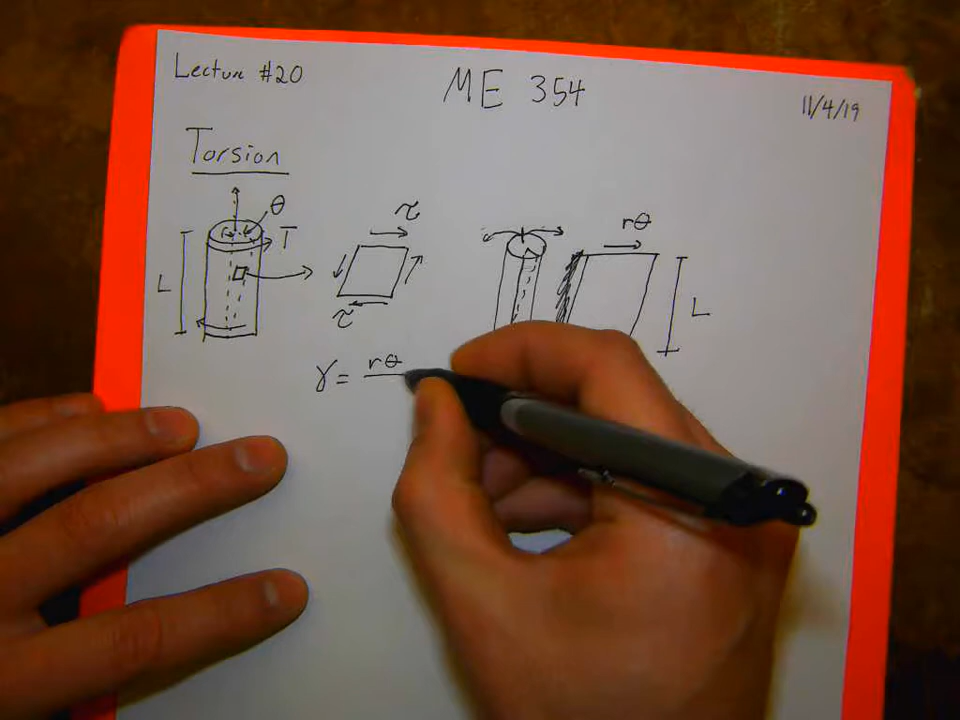 Lecture #20
ME 354
11/4/19
Torsion
θ
T
L
τ
τ
rθ
L
γ = rθ